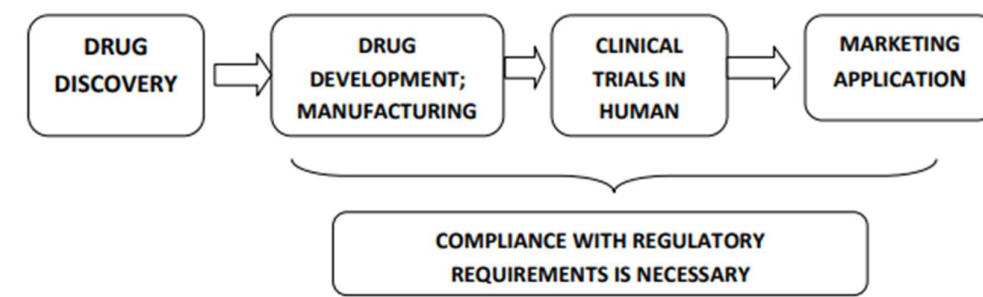 DRUG
DISCOVERY
DRUG
DEVELOPMENT;
MANUFACTURING
CLINICAL
TRIALS IN
HUMAN
MARKETING
APPLICATION
COMPLIANCE WITH REGULATORY
REQUIREMENTS IS NECESSARY